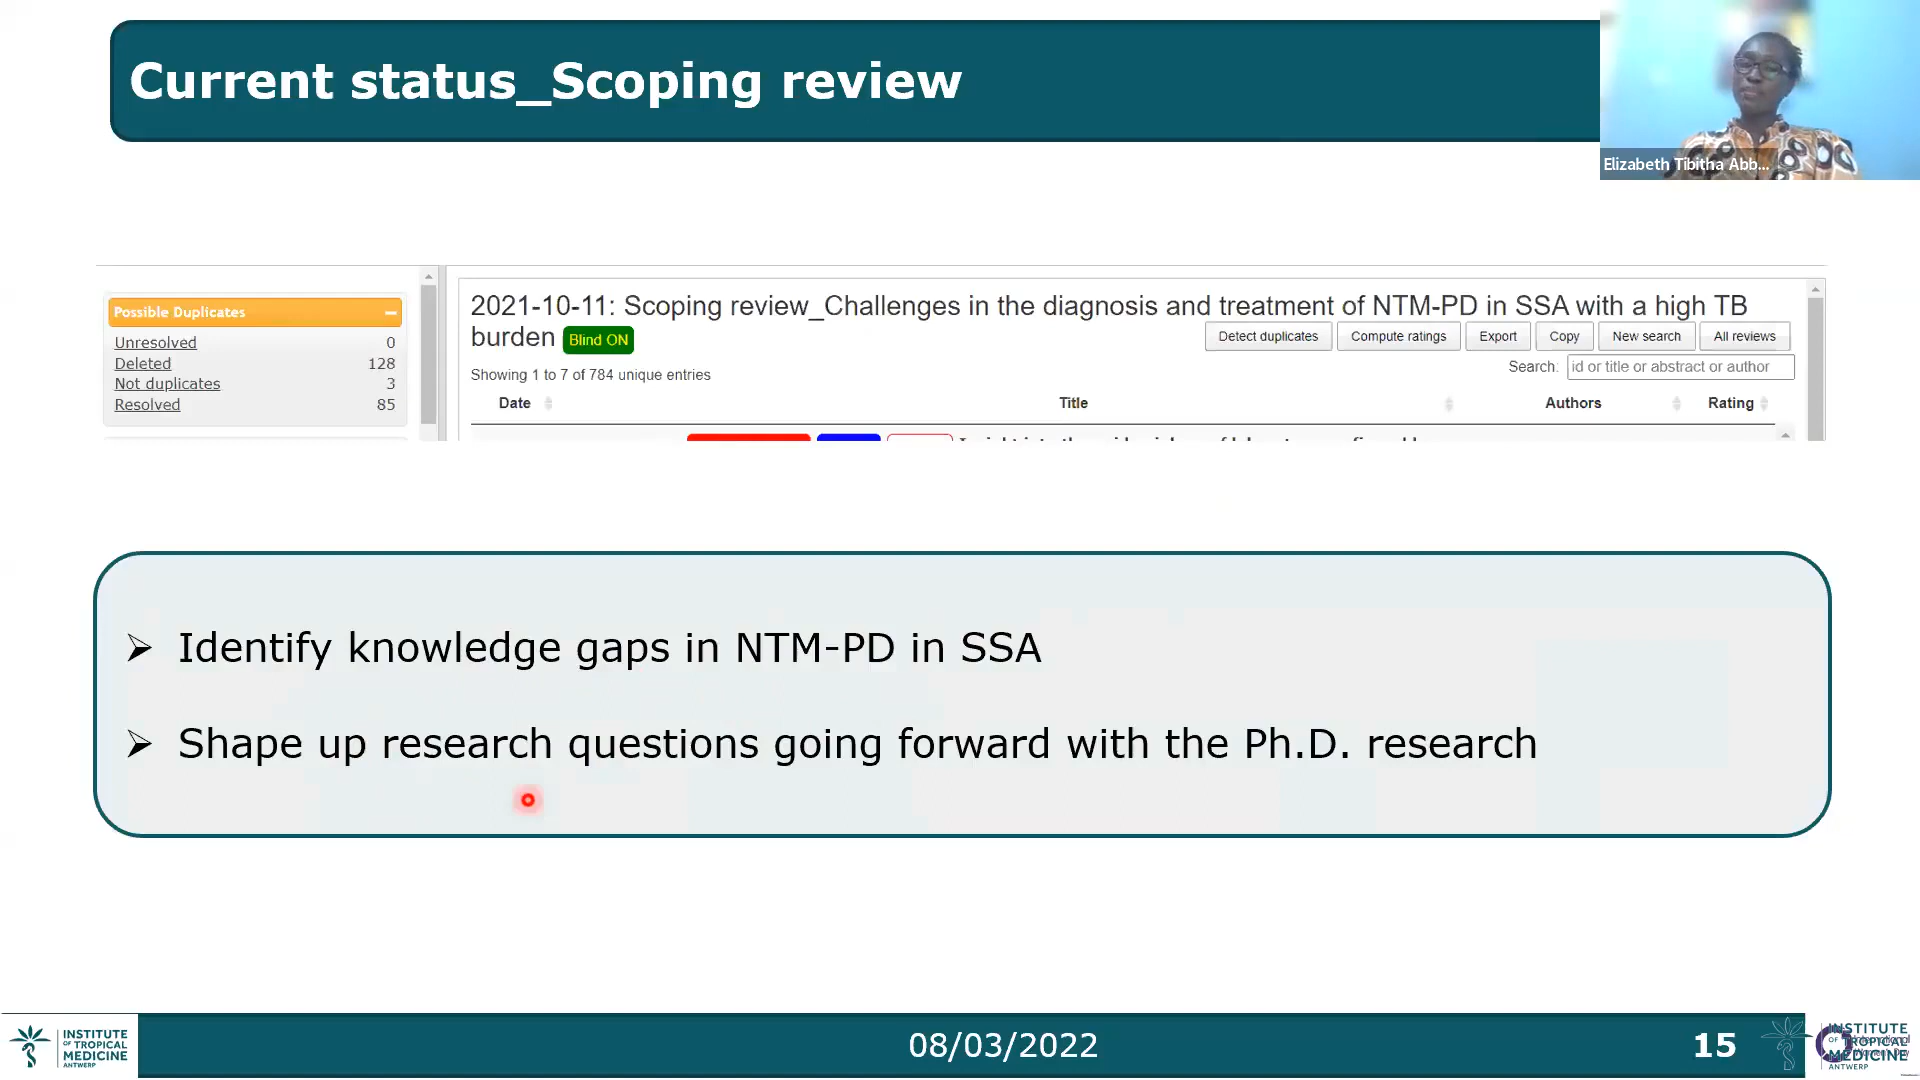 Current status_Scoping review
Elizabeth Tibitha Abb...
Possible Duplicates
Unresolved 0
Deleted 128
Not duplicates 3
Resolved 85
2021-10-11: Scoping review_Challenges in the diagnosis and treatment of NTM-PD in SSA with a high TB
burden Blind ON
Detect duplicates Compute ratings Export Copy New search All reviews
Showing 1 to 7 of 784 unique entries
Search: id or title or abstract or author
Date Title Authors Rating
➢ Identify knowledge gaps in NTM-PD in SSA
➢ Shape up research questions going forward with the Ph.D. research
INSTITUTE
OF TROPICAL
MEDICINE
ANTWERP
08/03/2022
15
INSTITUTE
OF TROPICAL
MEDICINE
ANTWERP